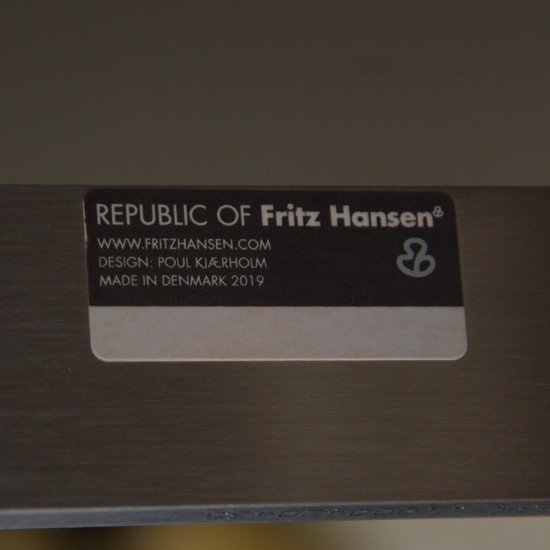 REPUBLIC OF Fritz Hansen
WWW.FRITZHANSEN.COM
DESIGN: POUL KJÆRHOLM
MADE IN DENMARK 2019